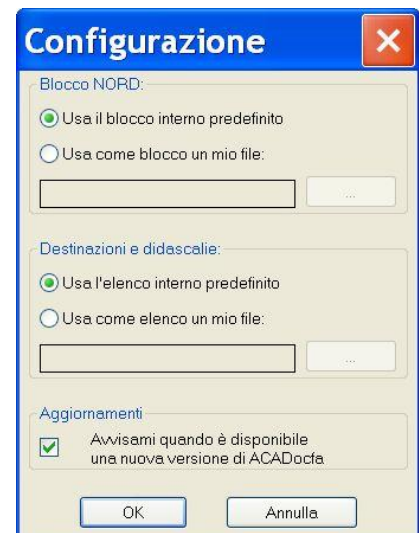 Configurazione
Blocco NORD:
Usa il blocco interno predefinito
Usa come blocco un mio file:
...
Destinazioni e didascalie:
Usa l'elenco interno predefinito
Usa come elenco un mio file:
...
Aggiornamenti
Avvisami quando è disponibile
una nuova versione di ACADocfa
OK Annulla